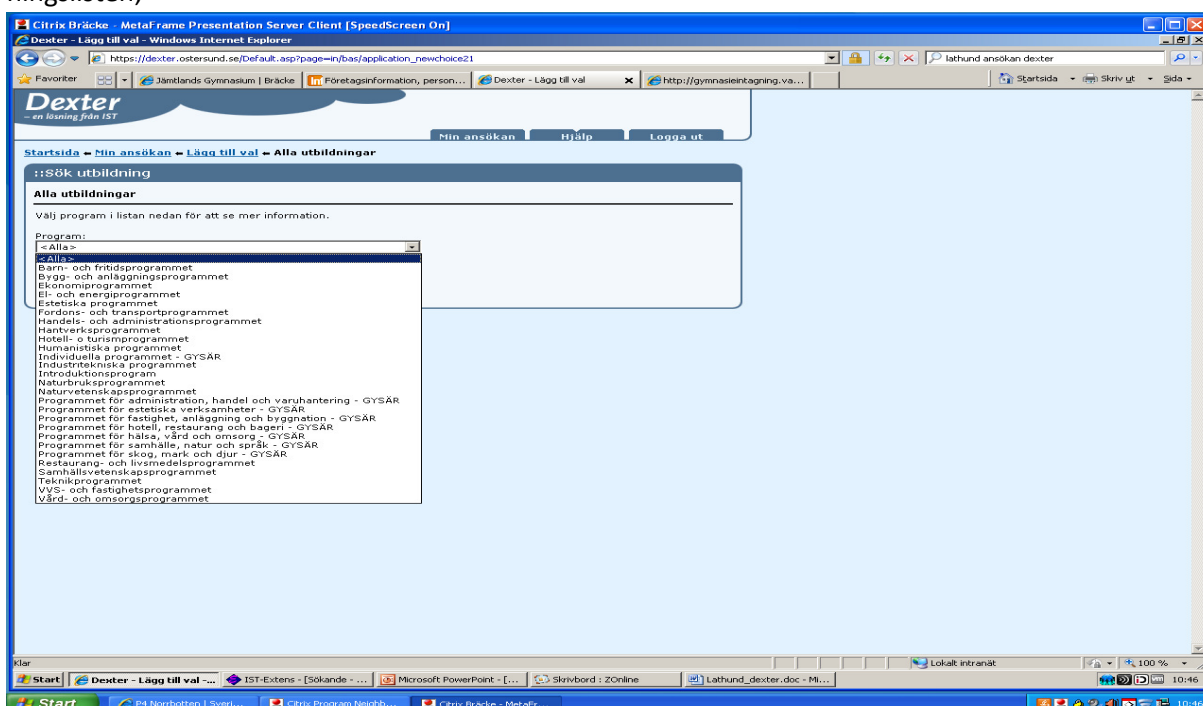 ningslisten)
Citrix Bräcke - MetaFrame Presentation Server Client [SpeedScreen On]
Dexter - Lägg till val - Windows Internet Explorer
https://dexter.ostersund.se/Default.asp?page=in/bas/application_newchoice21
lathund ansökan dexter
Favoriter
Jämtlands Gymnasium | Bräcke
Företagsinformation, person...
Dexter - Lägg till val
http://gymnasieintagning.va...
Startsida
Skriv ut
Sida
Dexter
– en lösning från IST
Min ansökan
Hjälp
Logga ut
Startsida
Min ansökan
Lägg till val
Alla utbildningar
::Sök utbildning
Alla utbildningar
Välj program i listan nedan för att se mer information.
Program:
<Alla>
<Alla>
Barn- och fritidsprogrammet
Bygg- och anläggningsprogrammet
Ekonomiprogrammet
El- och energiprogrammet
Estetiska programmet
Fordons- och transportprogrammet
Handels- och administrationsprogrammet
Hantverksprogrammet
Hotell- o turismprogrammet
Humanistiska programmet
Individuella programmet - GYSÄR
Industritekniska programmet
Introduktionsprogram
Naturbruksprogrammet
Naturvetenskapsprogrammet
Programmet för administration, handel och varuhantering - GYSÄR
Programmet för estetiska verksamheter - GYSÄR
Programmet för fastighet, anläggning och byggnation - GYSÄR
Programmet för hotell, restaurang och bageri - GYSÄR
Programmet för hälsa, vård och omsorg - GYSÄR
Programmet för samhälle, natur och språk - GYSÄR
Programmet för skog, mark och djur - GYSÄR
Restaurang- och livsmedelsprogrammet
Samhällsvetenskapsprogrammet
Teknikprogrammet
VVS- och fastighetsprogrammet
Vård- och omsorgsprogrammet
Klar
Lokalt intranät
100 %
Start
Dexter - Lägg till val -...
IST-Extens - [Sökande - ...
Microsoft PowerPoint - [...
Skrivbord : ZOnline
Lathund_dexter.doc - Mi...
10:46
Start
P4 Norrbotten | Sveri...
Citrix Program Neighb...
Citrix Bräcke - MetaFr...
10:46